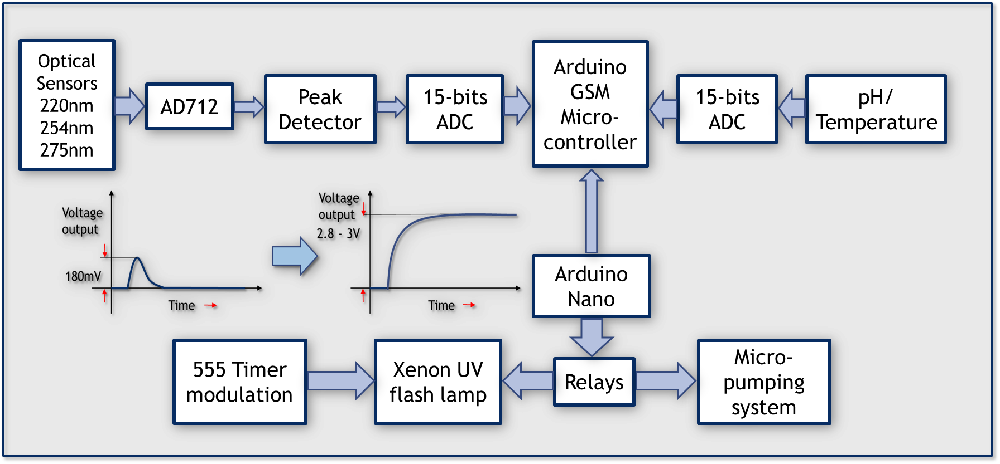 Optical
Sensors
220nm
254nm
275nm
AD712
Peak
Detector
15-bits
ADC
Arduino
GSM
Micro-
controller
15-bits
ADC
pH/
Temperature
Voltage
output
180mV
Time
Voltage
output
2.8 - 3V
Time
Arduino
Nano
555 Timer
modulation
Xenon UV
flash lamp
Relays
Micro-
pumping
system